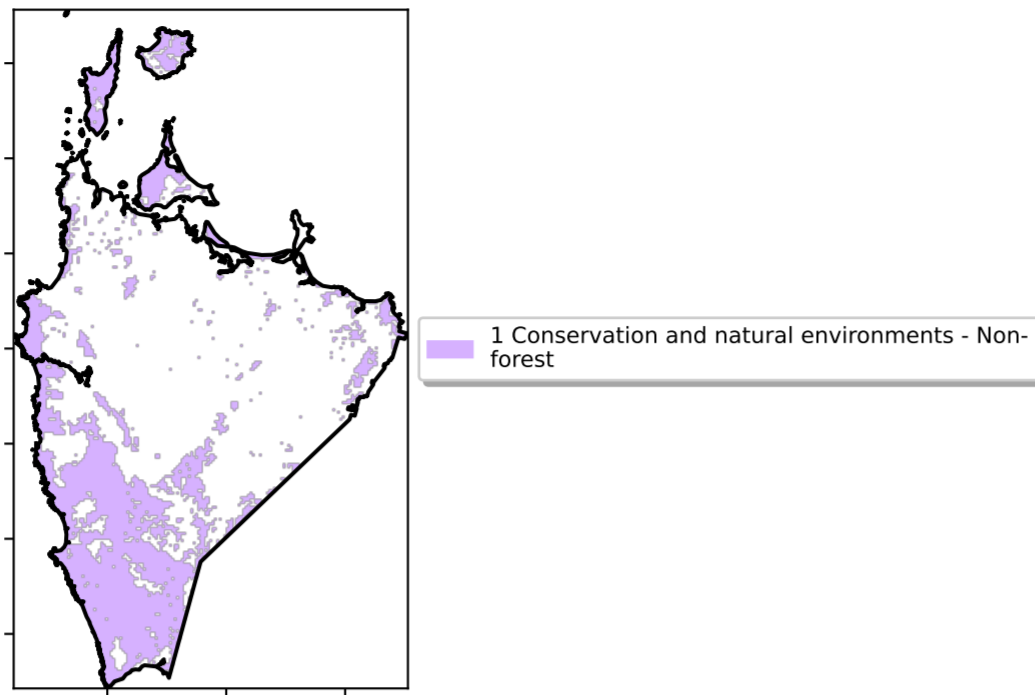 1 Conservation and natural environments - Non-
forest